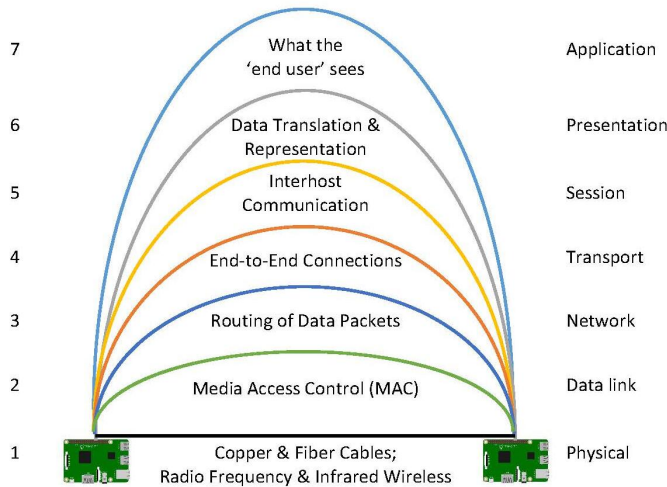 7
What the
'end user' sees
Application
6
Data Translation &
Representation
Presentation
5
Interhost
Communication
Session
4
End-to-End Connections
Transport
3
Routing of Data Packets
Network
2
Media Access Control (MAC)
Data link
1
Copper & Fiber Cables;
Radio Frequency & Infrared Wireless
Physical